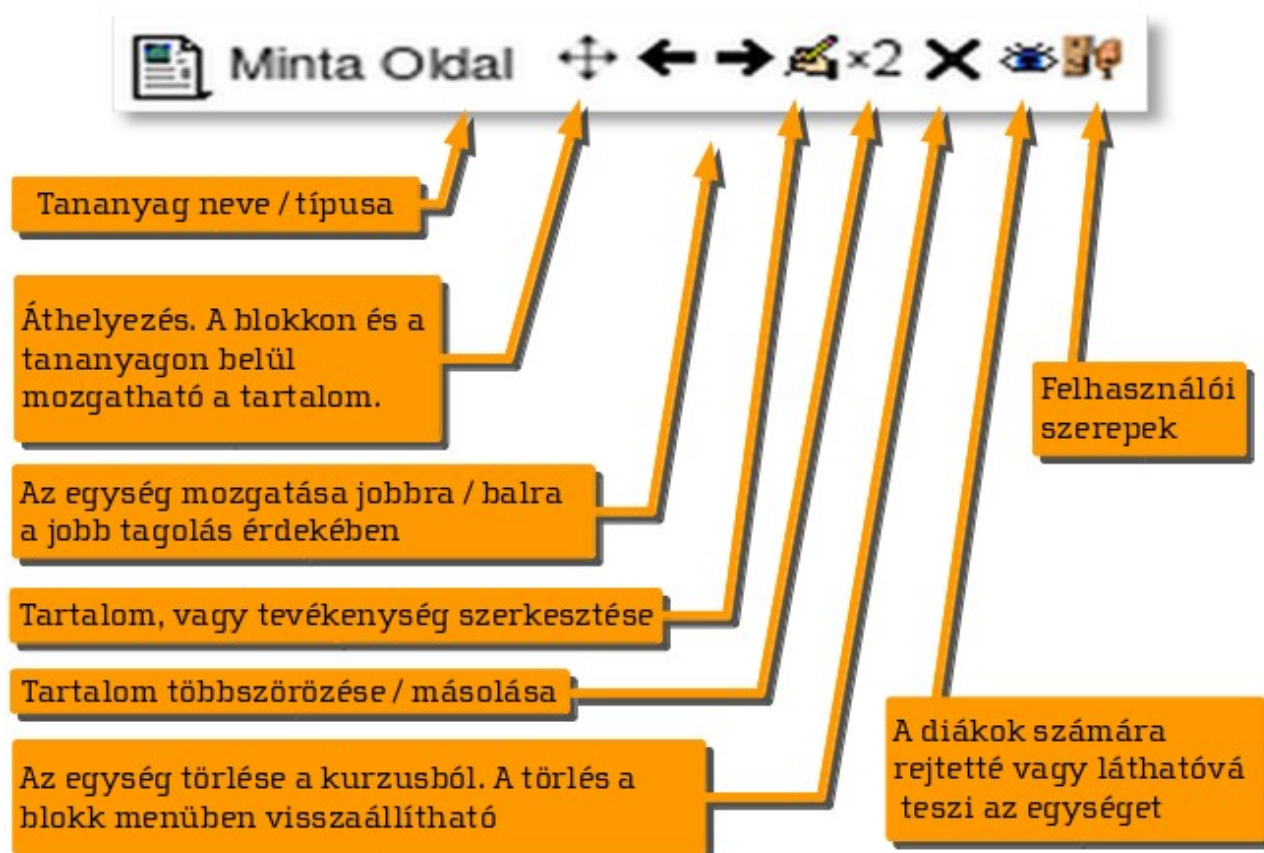 Minta Oldal ×2
Tananyag neve / típusa
Áthelyezés. A blokkon és a
tananyagon belül
mozgatható a tartalom.
Felhasználói
szerepek
Az egység mozgatása jobbra / balra
a jobb tagolás érdekében
Tartalom, vagy tevékenység szerkesztése
Tartalom többszörözése / másolása
A diákok számára
rejtetté vagy láthatóvá
teszi az egységet
Az egység törlése a kurzusból. A törlés a
blokk menüben visszaállítható